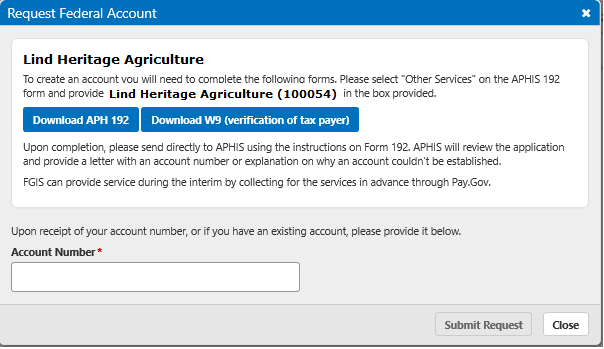 Request Federal Account
Lind Heritage Agriculture
To create an account you will need to complete the following forms. Please select "Other Services" on the APHIS 192
form and provide Lind Heritage Agriculture (100054) in the box provided.
Download APH 192 Download W9 (verification of tax payer)
Upon completion, please send directly to APHIS using the instructions on Form 192. APHIS will review the application
and provide a letter with an account number or explanation on why an account couldn't be established.
FGIS can provide service during the interim by collecting for the services in advance through Pay.Gov.
Upon receipt of your account number, or if you have an existing account, please provide it below.
Account Number *
Submit Request Close